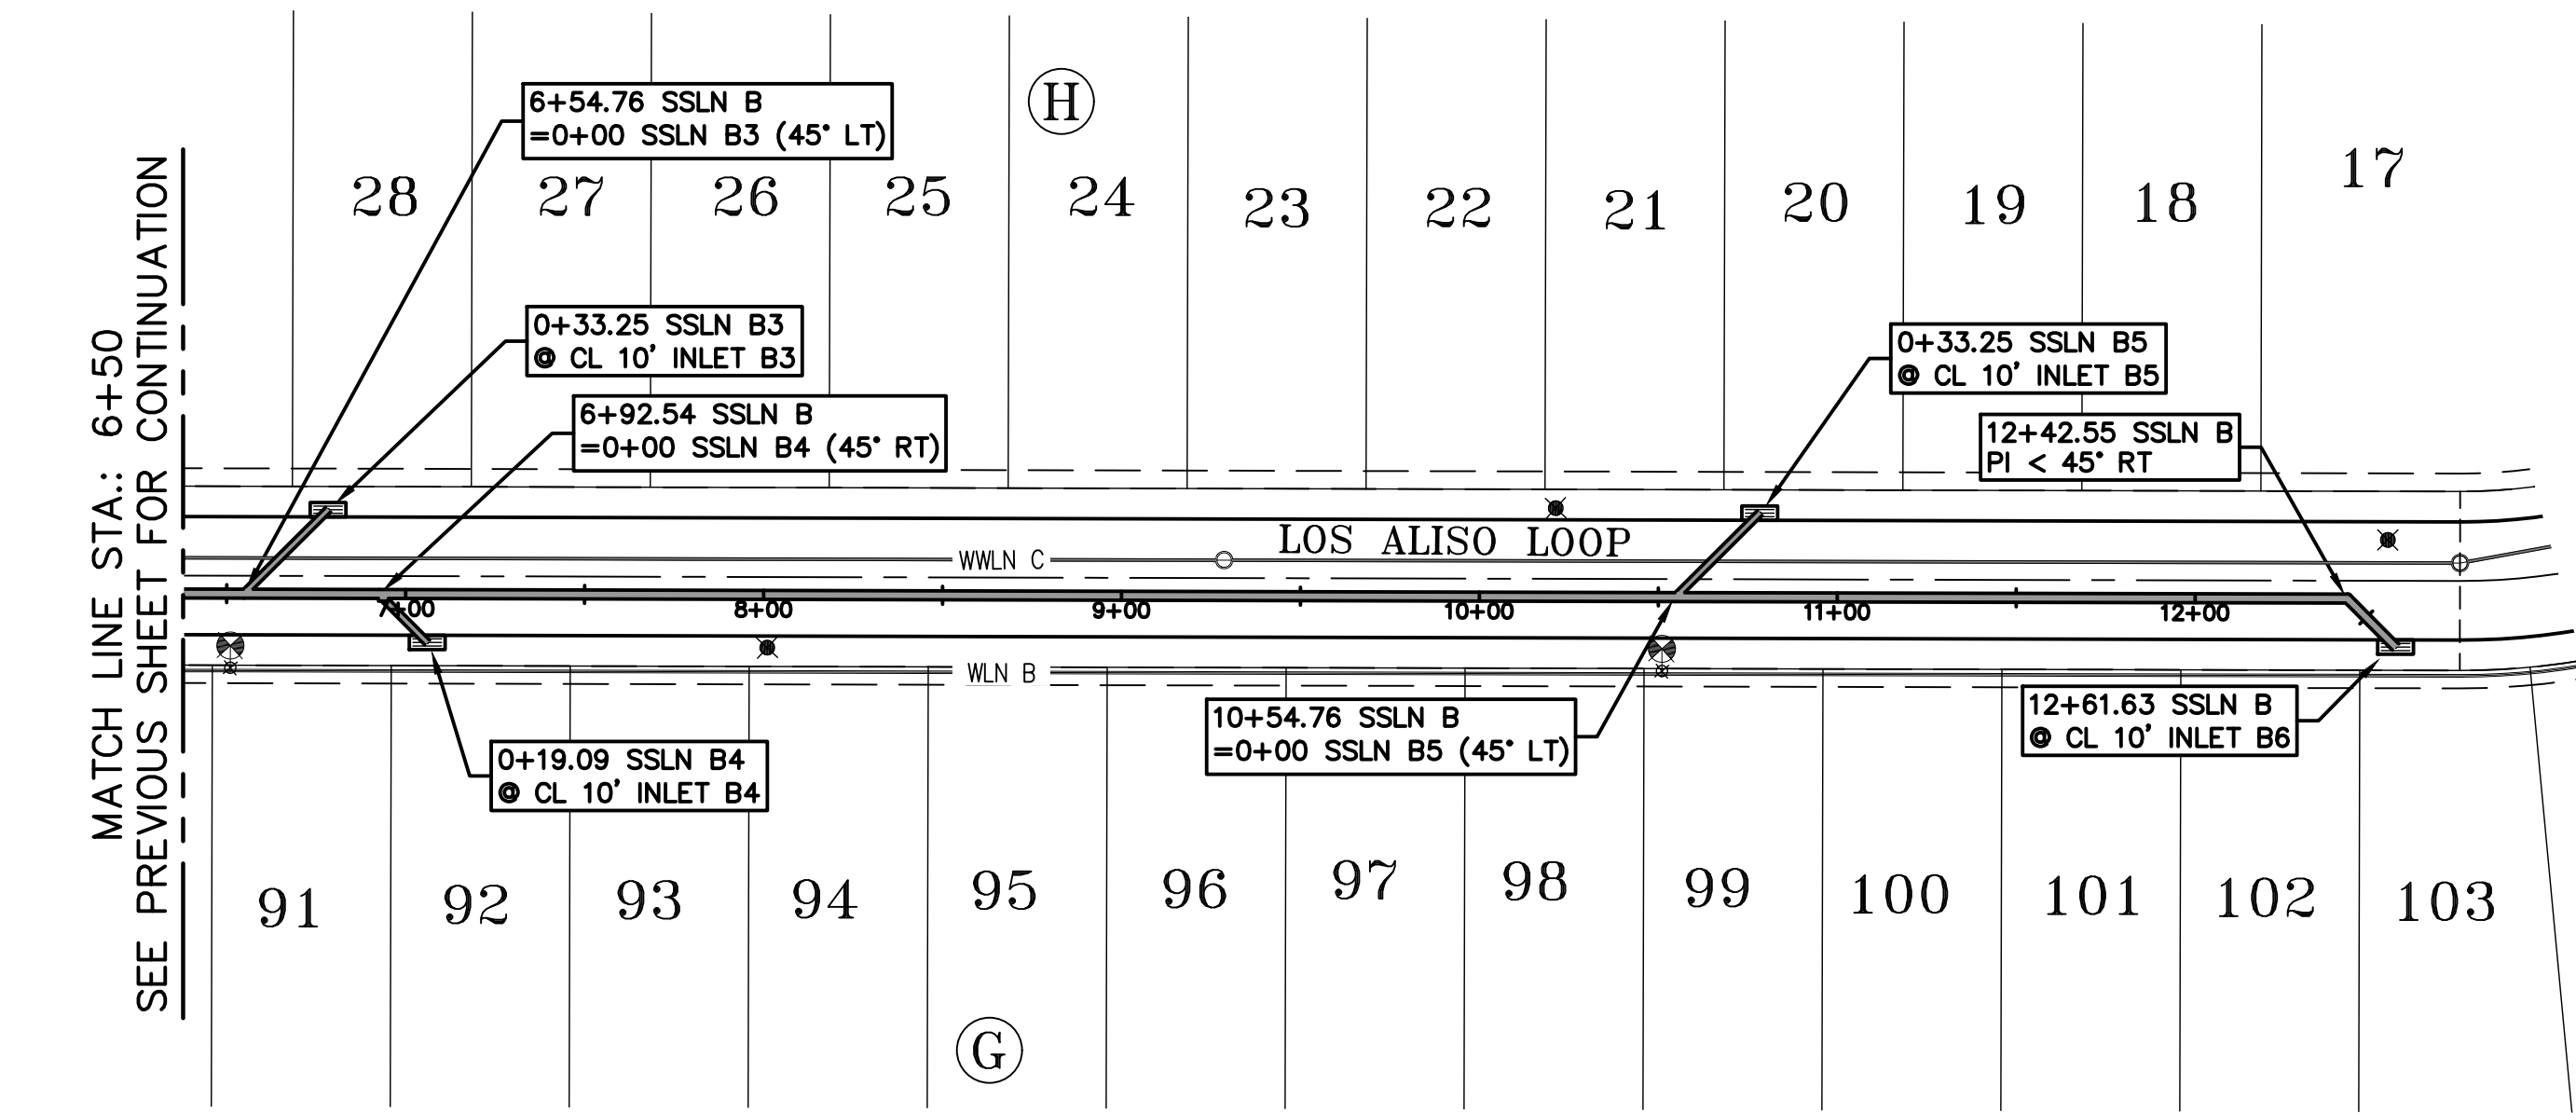 MATCH LINE STA.: 6+50
SEE PREVIOUS SHEET FOR CONTINUATION
6+54.76 SSLN B
=0+00 SSLN B3 (45° LT)
H
28
27
26
25
24
23
22
21
20
19
18
17
0+33.25 SSLN B3
@ CL 10' INLET B3
6+92.54 SSLN B
=0+00 SSLN B4 (45° RT)
0+33.25 SSLN B5
@ CL 10' INLET B5
12+42.55 SSLN B
PI < 45° RT
LOS ALISO LOOP
WWLN C
7+00
8+00
9+00
10+00
11+00
12+00
WLN B
0+19.09 SSLN B4
@ CL 10' INLET B4
10+54.76 SSLN B
=0+00 SSLN B5 (45° LT)
12+61.63 SSLN B
@ CL 10' INLET B6
91
92
93
94
95
96
97
98
99
100
101
102
103
G